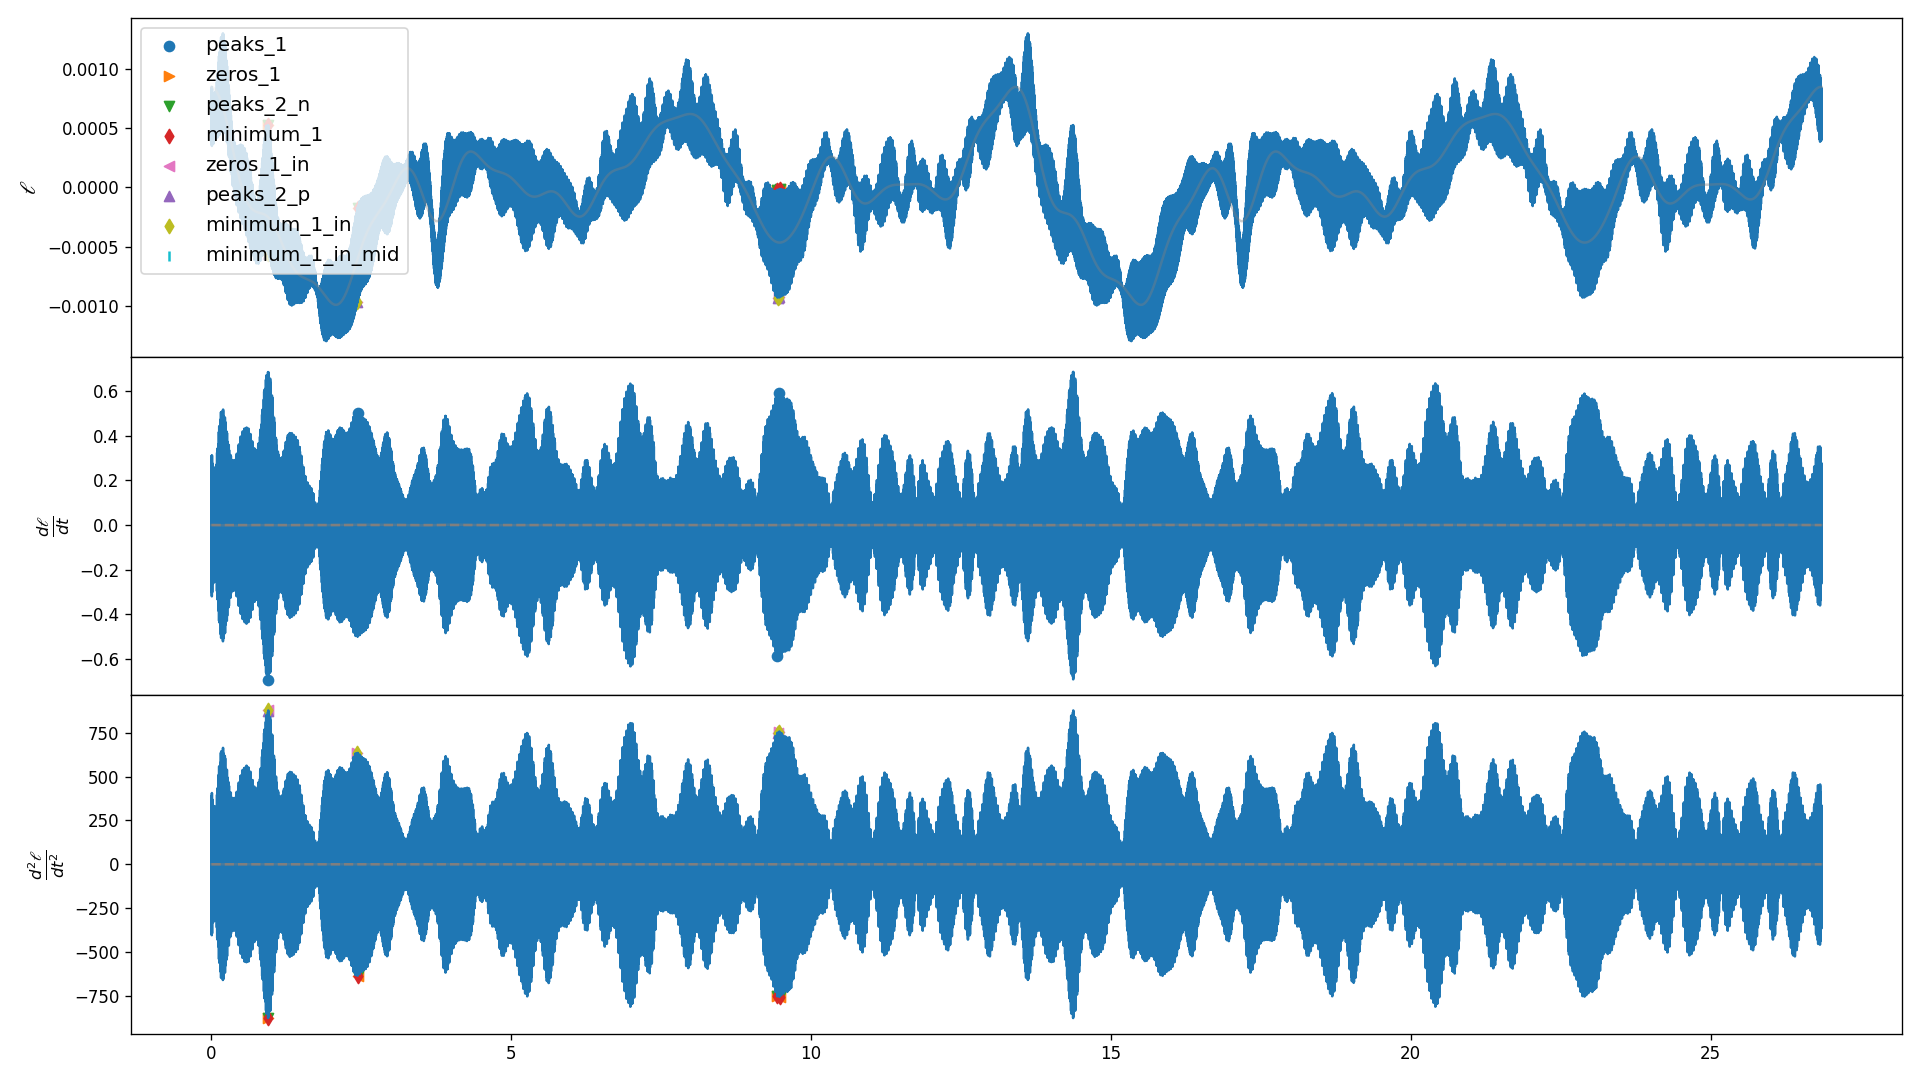 peaks_1
zeros_1
peaks_2_n
minimum_1
zeros_1_in
peaks_2_p
minimum_1_in
minimum_1_in_mid
0.0010
0.0005
0.0000
−0.0005
−0.0010
ℓ
0.6
0.4
0.2
0.0
−0.2
−0.4
−0.6
dℓ
dt
750
500
250
0
−250
−500
−750
d²ℓ
dt²
0 5 10 15 20 25